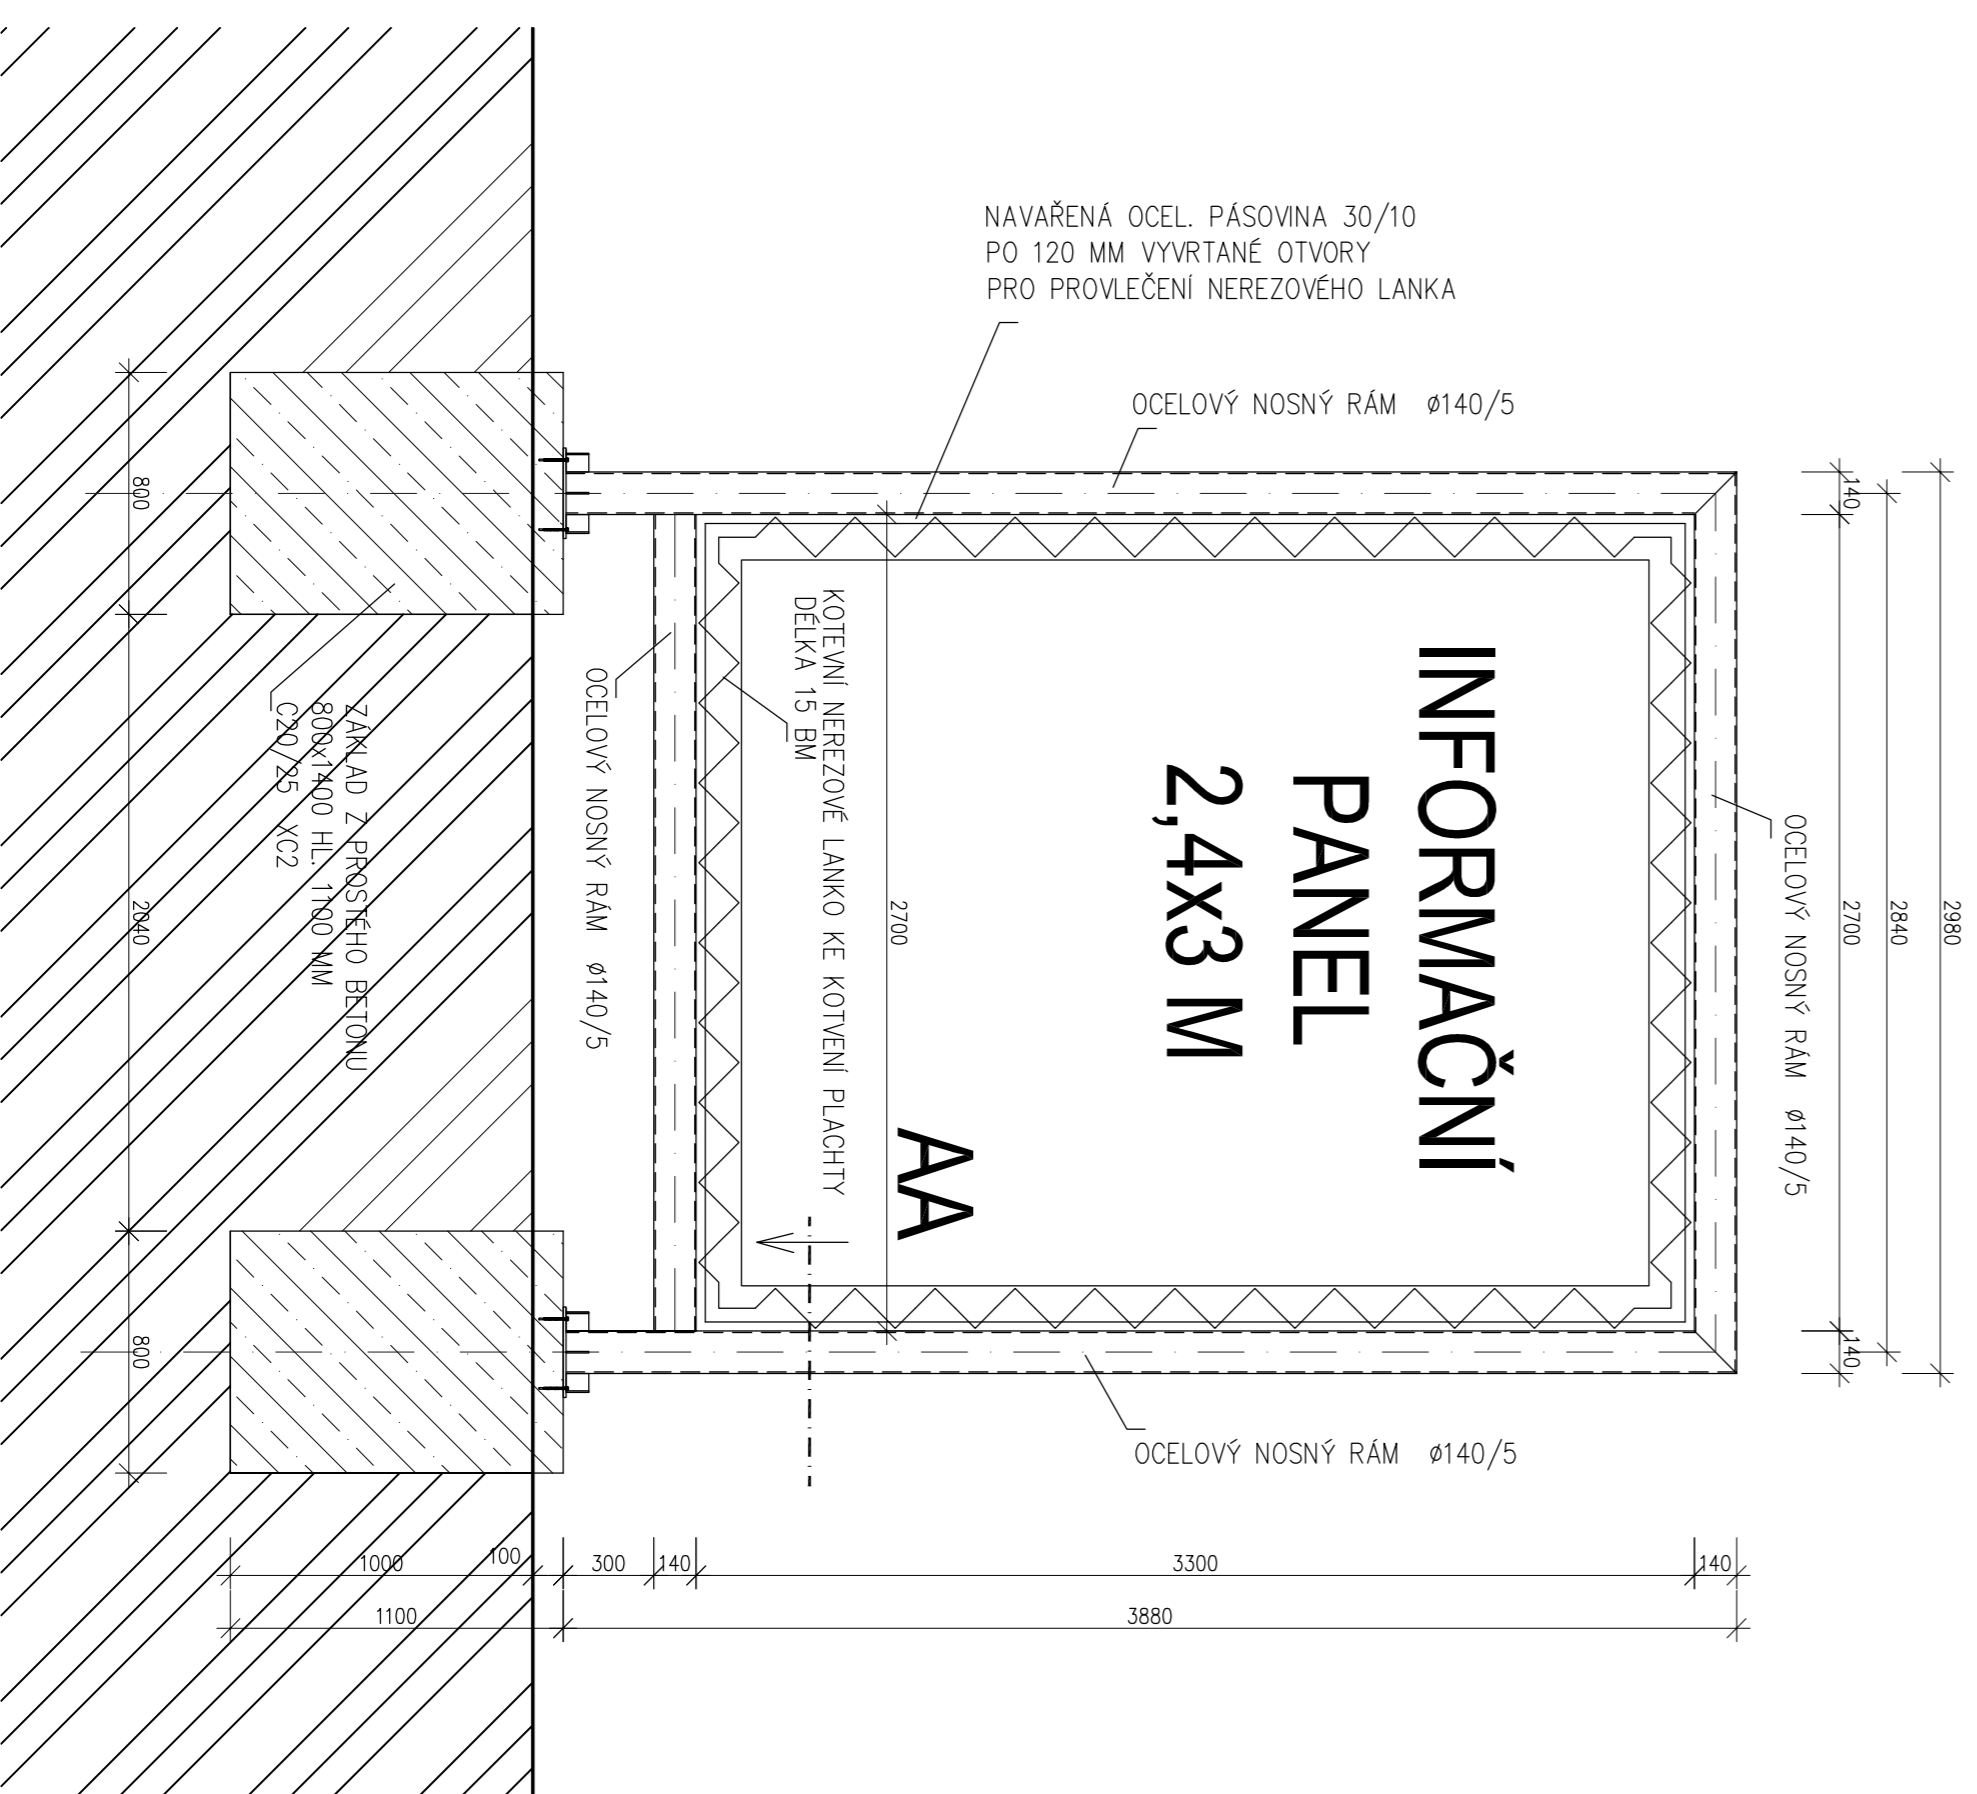 NAVAŘENÁ OCEL. PÁSOVINA 30/10
PO 120 MM VYVRTANÉ OTVORY
PRO PROVLEČENÍ NEREZOVÉHO LANKA
OCELOVÝ NOSNÝ RÁM ø140/5
INFORMAČNÍ
PANEL
2,4x3 M
AA
KOTEVNÍ NEREZOVÉ LANKO KE KOTVENÍ PLACHTY
DÉLKA 15 BM
OCELOVÝ NOSNÝ RÁM ø140/5
OCELOVÝ NOSNÝ RÁM ø140/5
OCELOVÝ NOSNÝ RÁM ø140/5
ZÁKLAD Z PROSTÉHO BETONU
800x1400 HL. 1100 MM
C20/25 XC2
2980
2840
140
2700
140
2700
800
2040
800
1000
100
300
140
3300
140
1100
3880